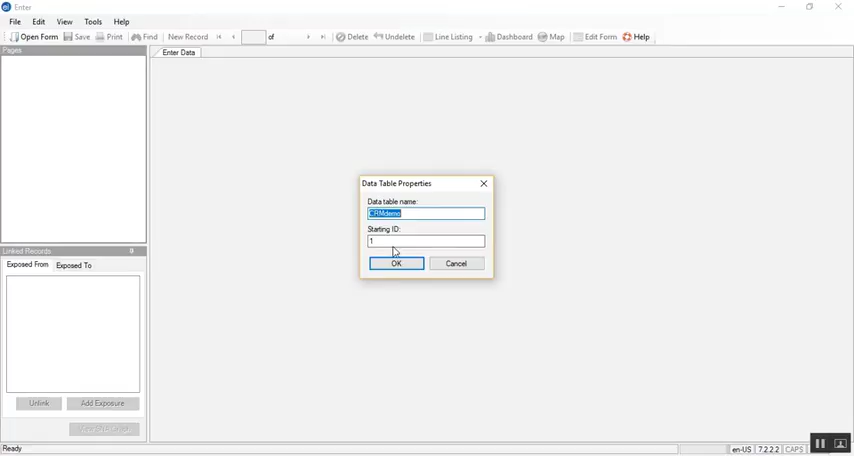 Enter
File Edit View Tools Help
Open Form Save Print Find New Record of Delete Undelete Line Listing Dashboard Map Edit Form Help
Pages
Enter Data
Data Table Properties
Data table name:
CRMdemo
Starting ID:
1
OK Cancel
Linked Records
Exposed From Exposed To
Unlink Add Exposure
Ready
en-US 7.2.2.2 CAPS